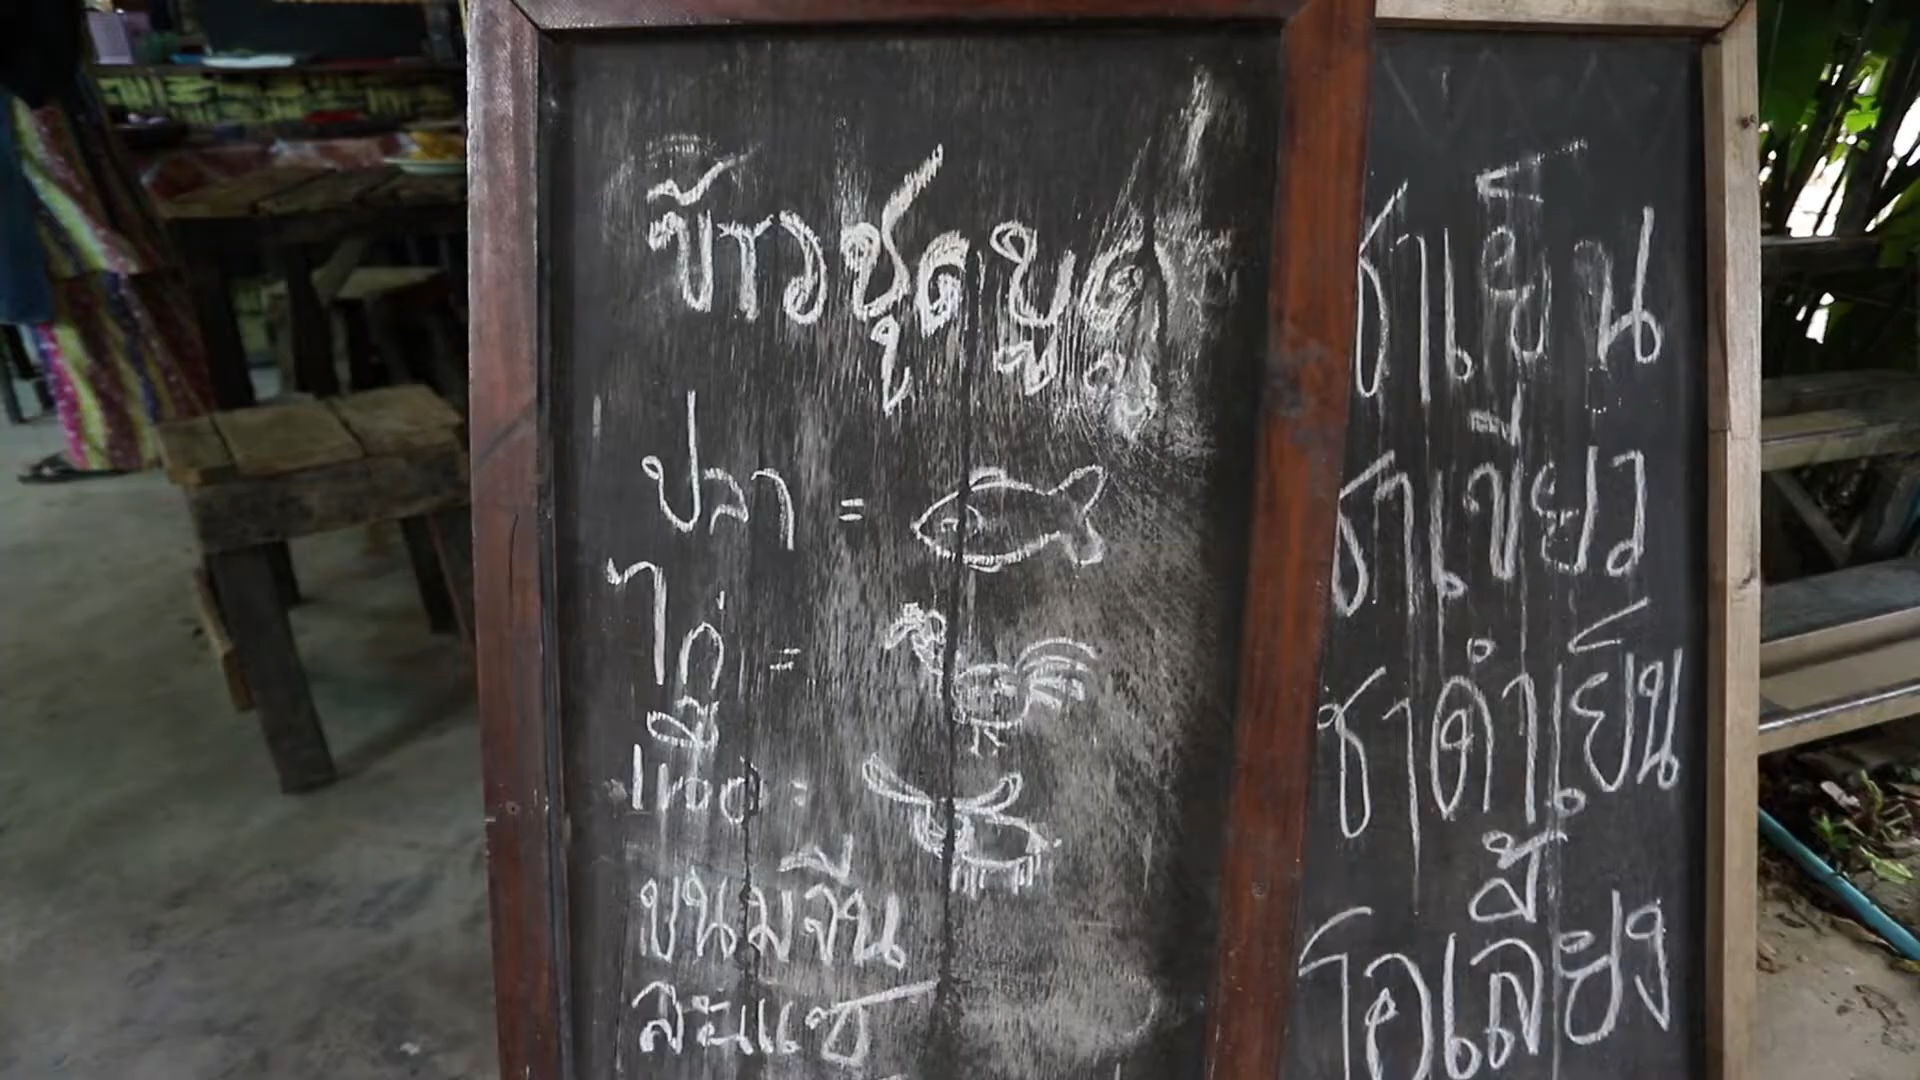 ข้าวชุดบูดู
ปลา =
ไก่ =
เนื้อ =
ขนมจีน
ละแซ
ชาเย็น
ชาเขียว
ชาดำเย็น
โอเลี้ยง